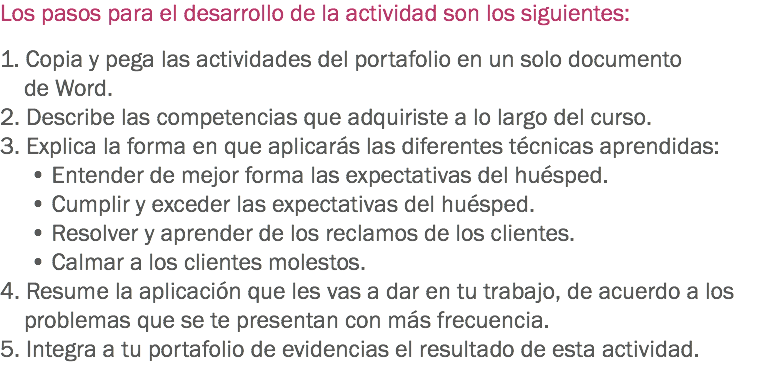 Los pasos para el desarrollo de la actividad son los siguientes:
1. Copia y pega las actividades del portafolio en un solo documento
de Word.
2. Describe las competencias que adquiriste a lo largo del curso.
3. Explica la forma en que aplicarás las diferentes técnicas aprendidas:
• Entender de mejor forma las expectativas del huésped.
• Cumplir y exceder las expectativas del huésped.
• Resolver y aprender de los reclamos de los clientes.
• Calmar a los clientes molestos.
4. Resume la aplicación que les vas a dar en tu trabajo, de acuerdo a los
problemas que se te presentan con más frecuencia.
5. Integra a tu portafolio de evidencias el resultado de esta actividad.